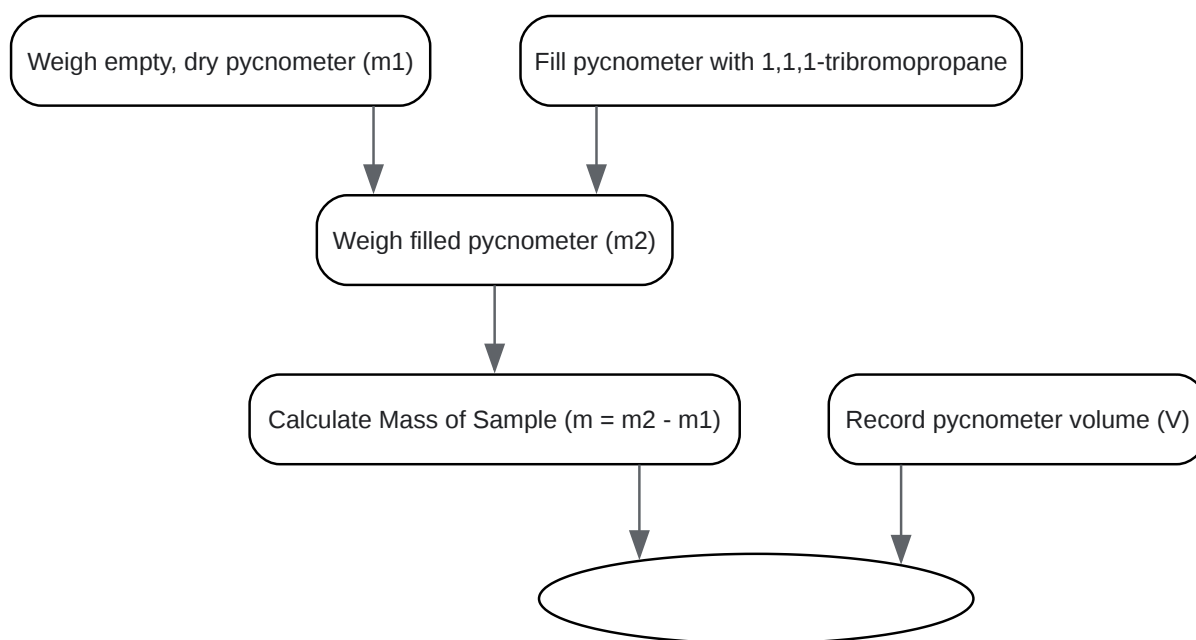 Weigh empty, dry pycnometer (m1)
Fill pycnometer with 1,1,1-tribromopropane
Weigh filled pycnometer (m2)
Calculate Mass of Sample (m = m2 - m1)
Record pycnometer volume (V)